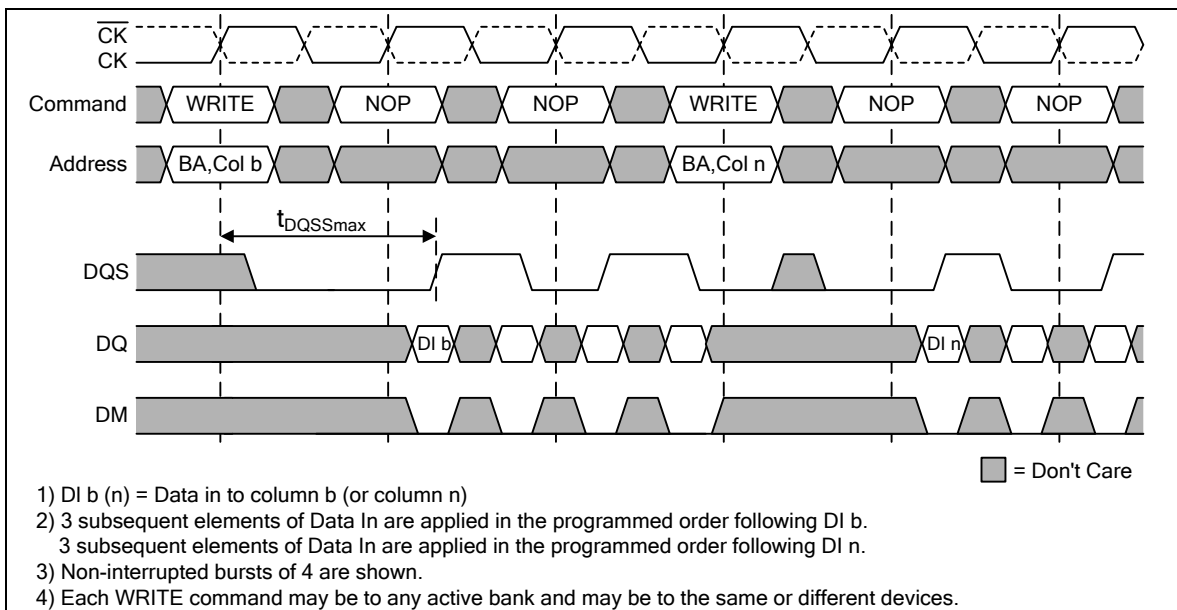 CK
CK
Command WRITE NOP NOP WRITE NOP NOP
Address BA,Col b BA,Col n
tDQSSmax
DQS
DQ DI b DI n
DM
= Don't Care
1) DI b (n) = Data in to column b (or column n)
2) 3 subsequent elements of Data In are applied in the programmed order following DI b.
3 subsequent elements of Data In are applied in the programmed order following DI n.
3) Non-interrupted bursts of 4 are shown.
4) Each WRITE command may be to any active bank and may be to the same or different devices.